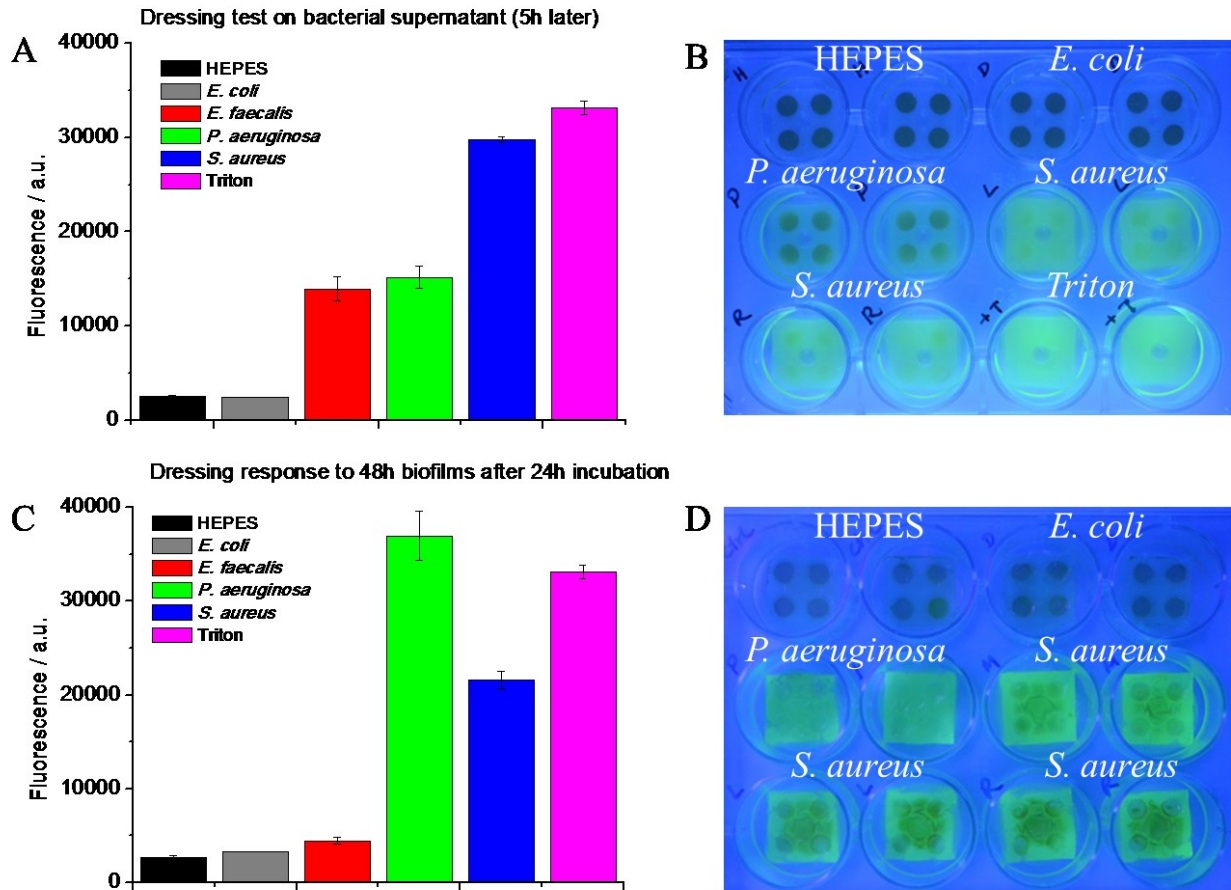 Dressing test on bacterial supernatant (5h later)
A
40000
30000
20000
10000
0
Fluorescence / a.u.
HEPES
E. coli
E. faecalis
P. aeruginosa
S. aureus
Triton
B
HEPES E. coli
H D
P. aeruginosa S. aureus
P P L L
S. aureus Triton
R R +T +T
Dressing response to 48h biofilms after 24h incubation
C
40000
30000
20000
10000
0
Fluorescence / a.u.
HEPES
E. coli
E. faecalis
P. aeruginosa
S. aureus
Triton
D
HEPES E. coli
D
P. aeruginosa S. aureus
P M
S. aureus S. aureus
L L R R